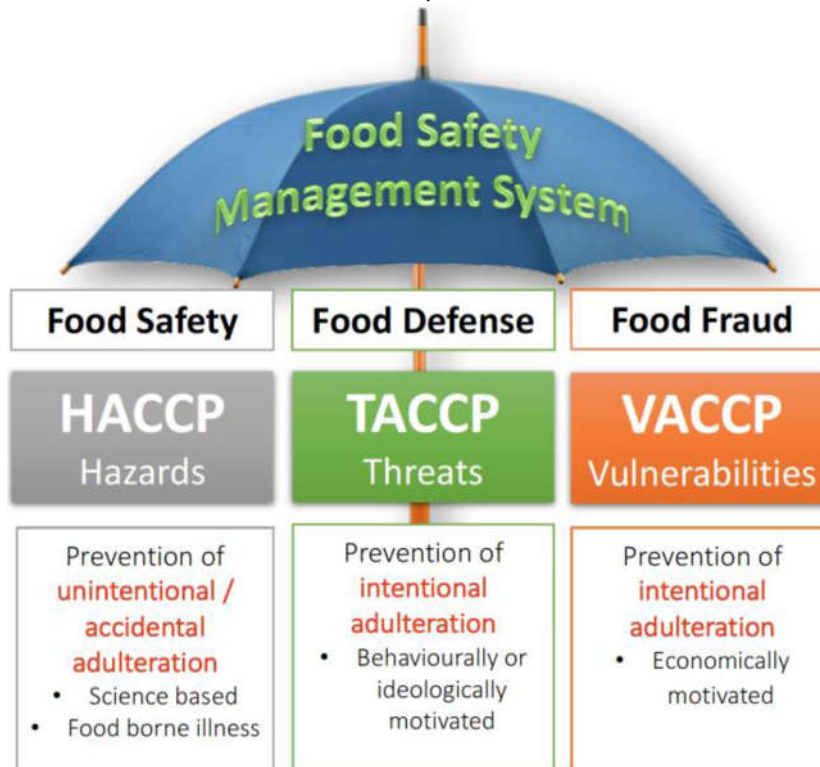 Food Safety
Management System
Food Safety
Food Defense
Food Fraud
HACCP
Hazards
TACCP
Threats
VACCP
Vulnerabilities
Prevention of
unintentional /
accidental
adulteration
• Science based
• Food borne illness
Prevention of
intentional
adulteration
• Behaviourally or
ideologically
motivated
Prevention of
intentional
adulteration
• Economically
motivated